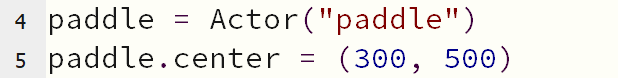 4 paddle = Actor("paddle")
5 paddle.center = (300, 500)